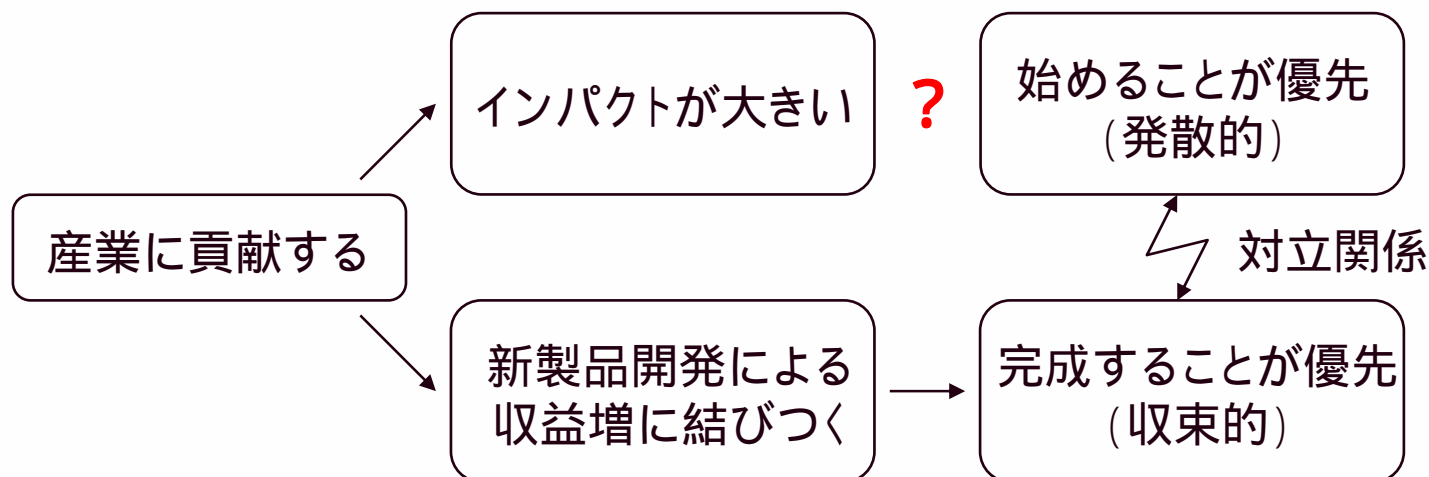 インパクトが大きい
?
始めることが優先
(発散的)
産業に貢献する
対立関係
新製品開発による
収益増に結びつく
完成することが優先
(収束的)